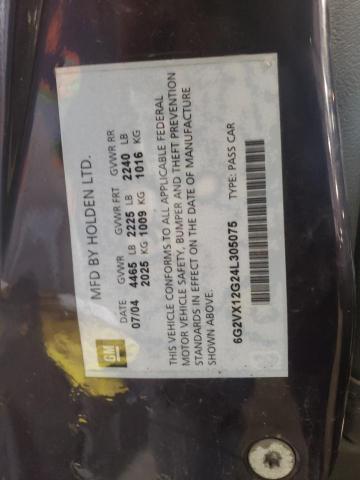 MFD BY HOLDEN LTD.
DATE GVWR GVWR FRT GVWR RR
07/04 4465 LB 2225 LB 2240 LB
2025 KG 1009 KG 1016 KG
GM
THIS VEHICLE CONFORMS TO ALL APPLICABLE FEDERAL
MOTOR VEHICLE SAFETY, BUMPER AND THEFT PREVENTION
STANDARDS IN EFFECT ON THE DATE OF MANUFACTURE
SHOWN ABOVE.
6G2VX12G24L305075 TYPE: PASS CAR